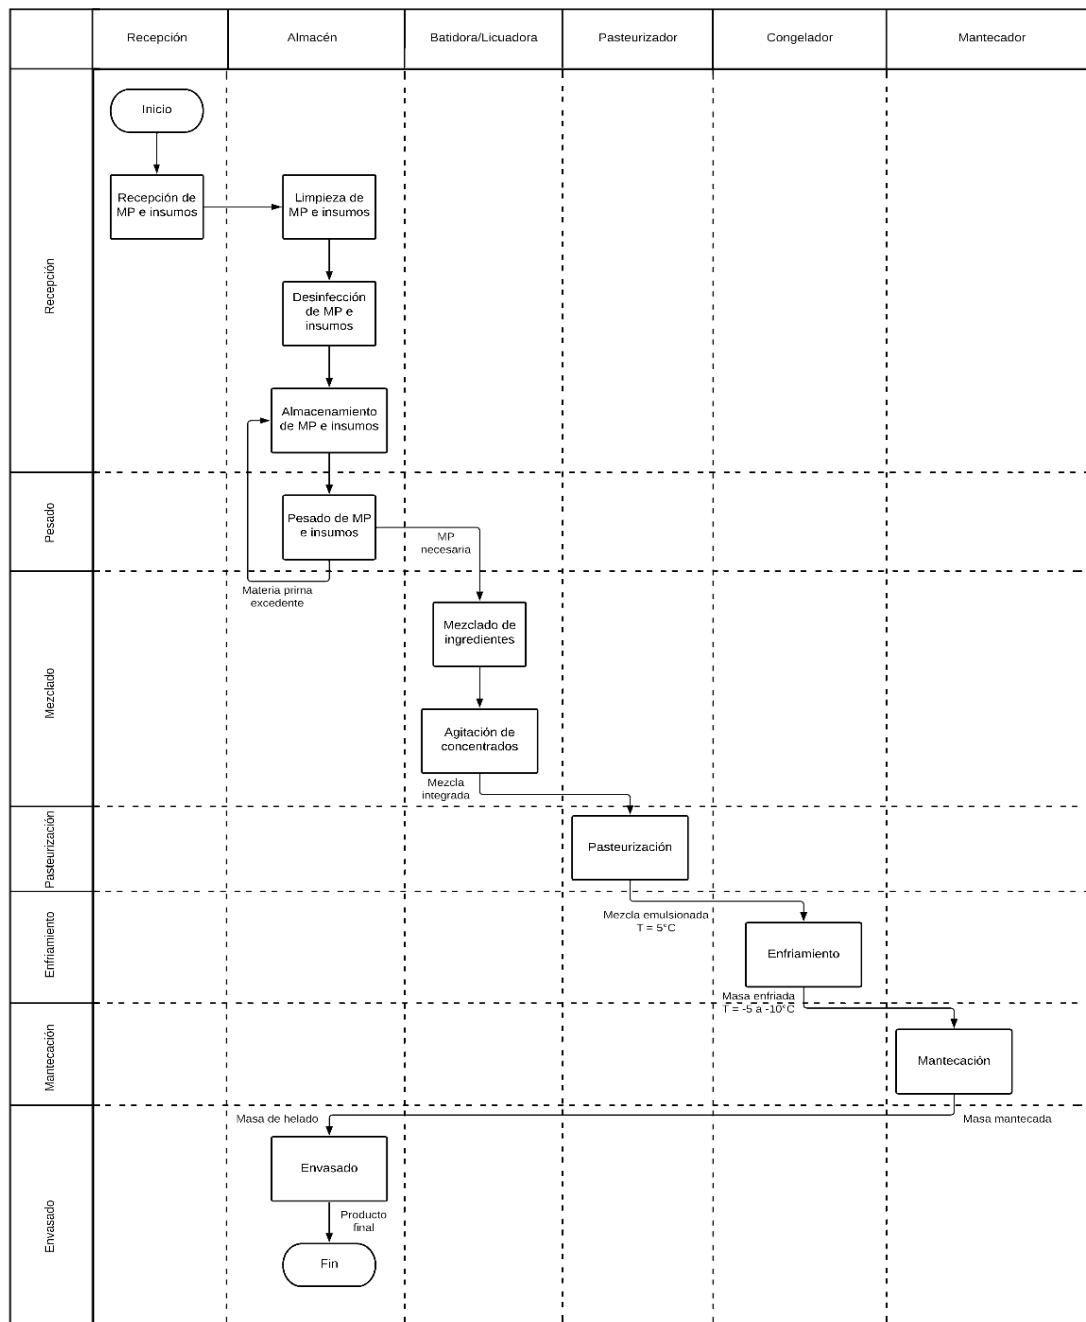 Recepción
Almacén
Batidora/Licuadora
Pasteurizador
Congelador
Mantecador
Recepción
Inicio
Recepción de
MP e insumos
Limpieza de
MP e insumos
Desinfección
de MP e
insumos
Almacenamiento
de MP e insumos
Pesado
Pesado de MP
e insumos
MP
necesaria
Materia prima
excedente
Mezclado
Mezclado de
ingredientes
Agitación de
concentrados
Mezcla
integrada
Pasteurización
Pasteurización
Mezcla emulsionada
T = 5°C
Enfriamiento
Enfriamiento
Masa enfriada
T = -5 a -10°C
Mantecación
Mantecación
Masa mantecada
Masa de helado
Envasado
Envasado
Producto
final
Fin